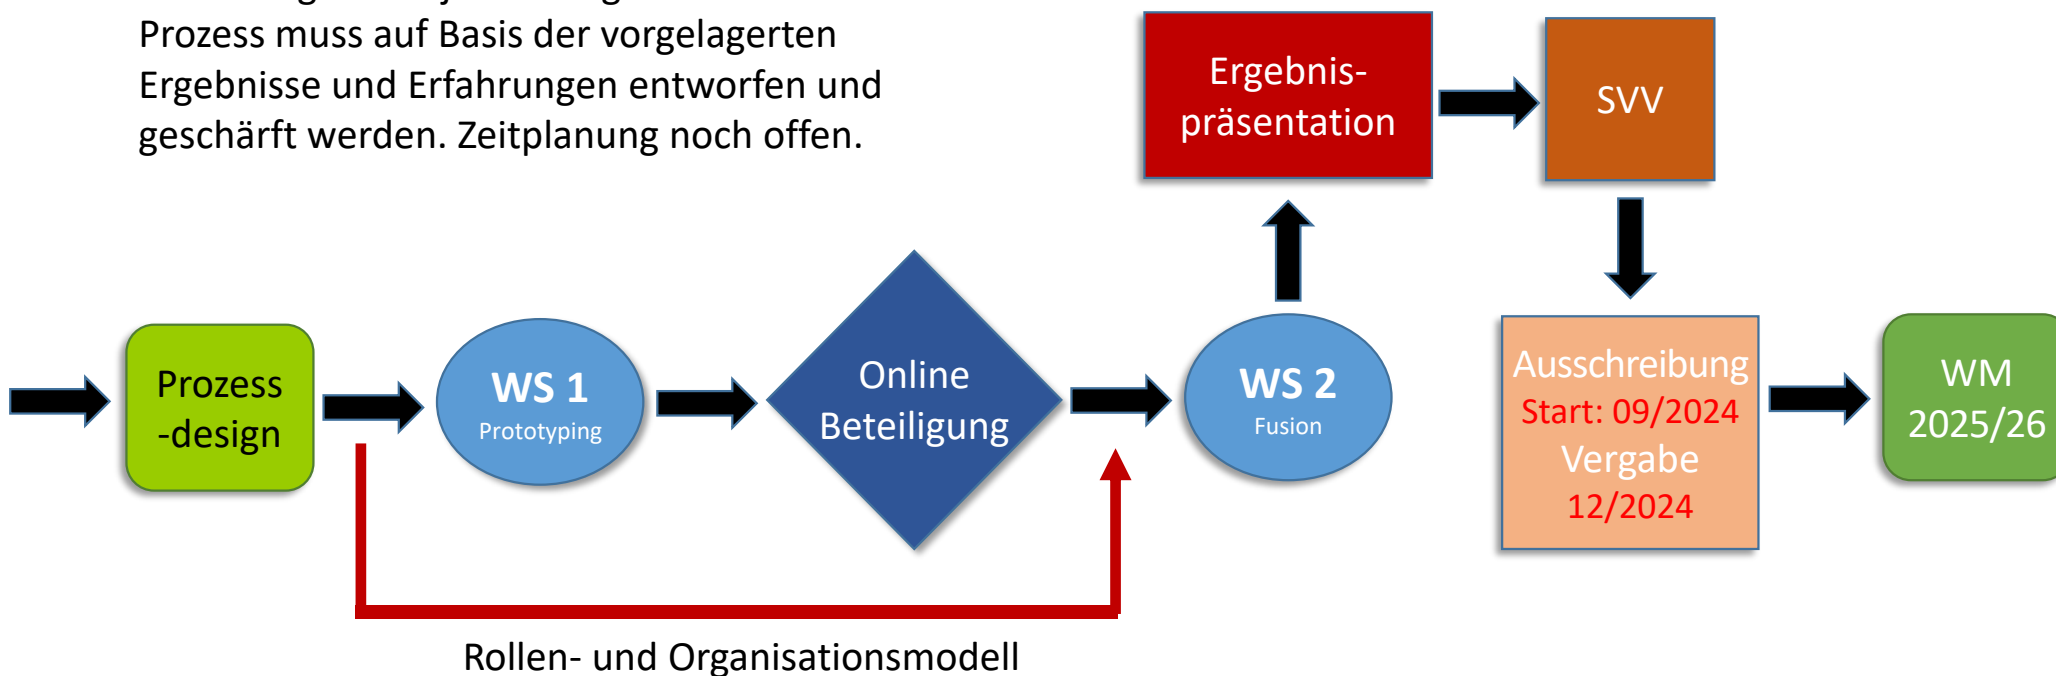 Prozess muss auf Basis der vorgelagerten
Ergebnisse und Erfahrungen entworfen und
geschärft werden. Zeitplanung noch offen.
Ergebnis-
präsentation
SVV
Prozess
-design
WS 1
Prototyping
Online
Beteiligung
WS 2
Fusion
Ausschreibung
Start: 09/2024
Vergabe
12/2024
WM
2025/26
Rollen- und Organisationsmodell